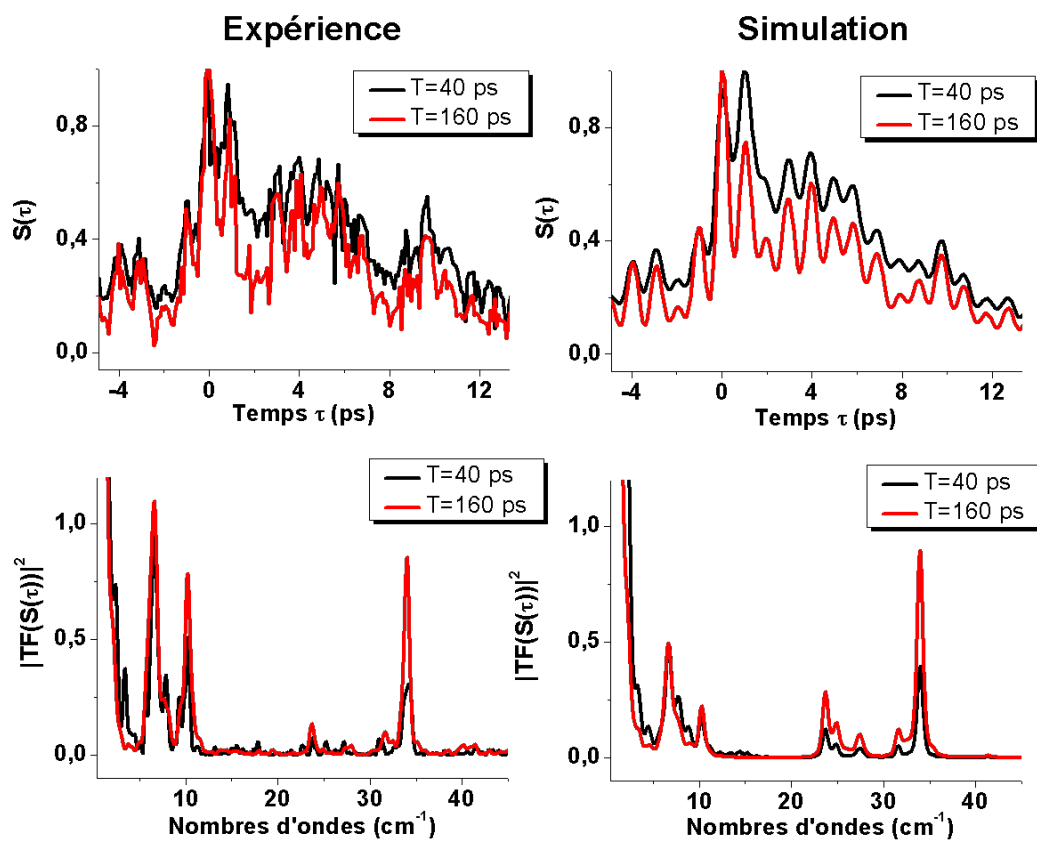 Expérience
Simulation
T=40 ps
T=160 ps
T=40 ps
T=160 ps
S(τ)
0,8
0,4
0,0
-4 0 4 8 12
Temps τ (ps)
S(τ)
0,8
0,4
0,0
-4 0 4 8 12
Temps τ (ps)
T=40 ps
T=160 ps
T=40 ps
T=160 ps
|TF(S(τ))|²
1,0
0,5
0,0
10 20 30 40
Nombres d'ondes (cm⁻¹)
|TF(S(τ))|²
1,0
0,5
0,0
10 20 30 40
Nombres d'ondes (cm⁻¹)